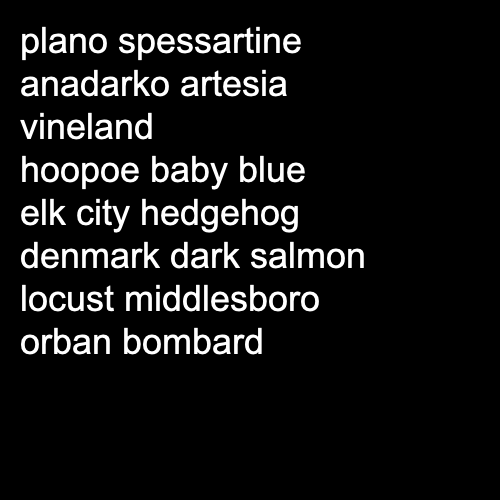 plano spessartine
anadarko artesia
vineland
hoopoe baby blue
elk city hedgehog
denmark dark salmon
locust middlesboro
orban bombard